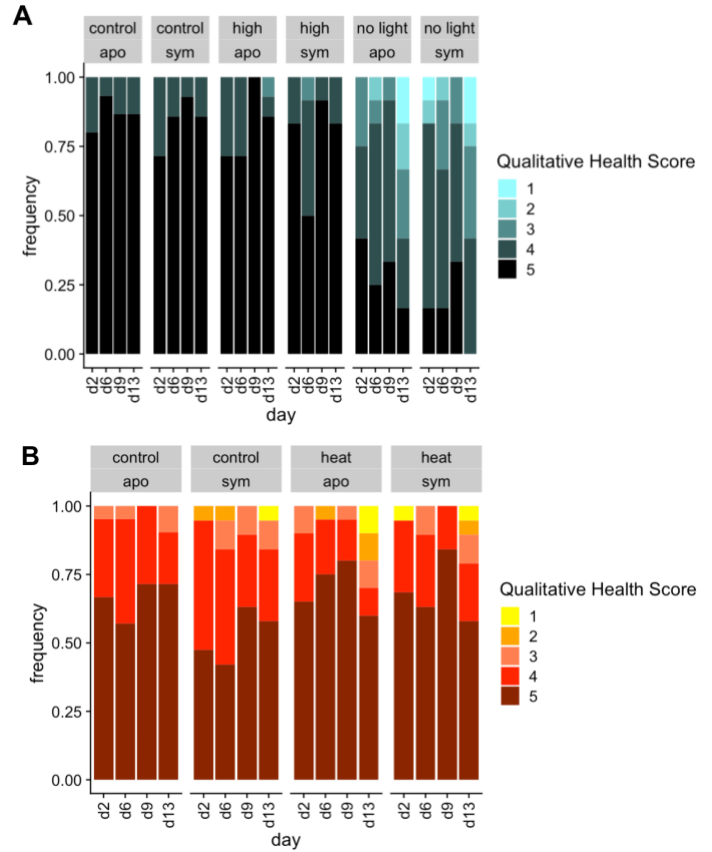 A
control control high high no light no light
apo sym apo sym apo sym
1.00
0.75
0.50
0.25
0.00
frequency
d2 d6 d9 d13 d2 d6 d9 d13 d2 d6 d9 d13 d2 d6 d9 d13 d2 d6 d9 d13 d2 d6 d9 d13
day
Qualitative Health Score
1
2
3
4
5
B
control control heat heat
apo sym apo sym
1.00
0.75
0.50
0.25
0.00
frequency
d2 d6 d9 d13 d2 d6 d9 d13 d2 d6 d9 d13 d2 d6 d9 d13
day
Qualitative Health Score
1
2
3
4
5